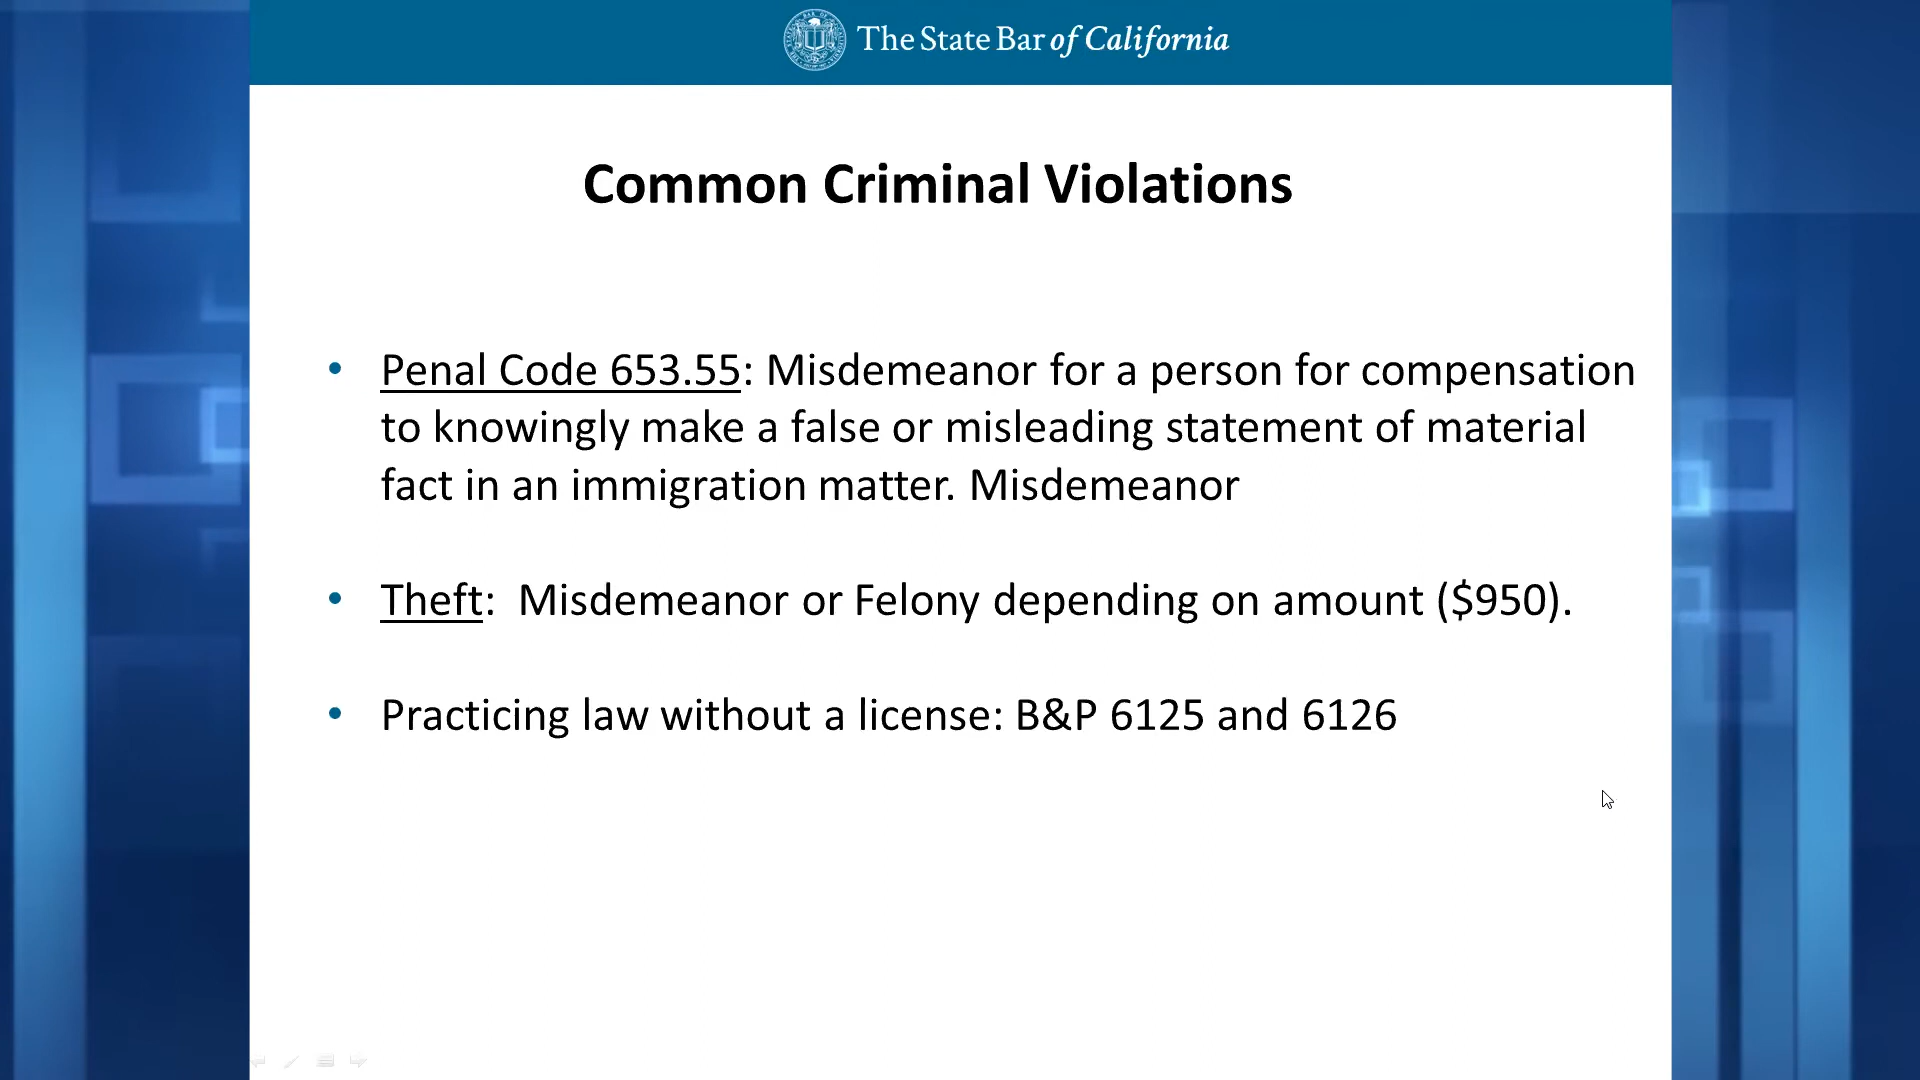 The State Bar of California
Common Criminal Violations
• Penal Code 653.55: Misdemeanor for a person for compensation
to knowingly make a false or misleading statement of material
fact in an immigration matter. Misdemeanor
• Theft:  Misdemeanor or Felony depending on amount ($950).
• Practicing law without a license: B&P 6125 and 6126